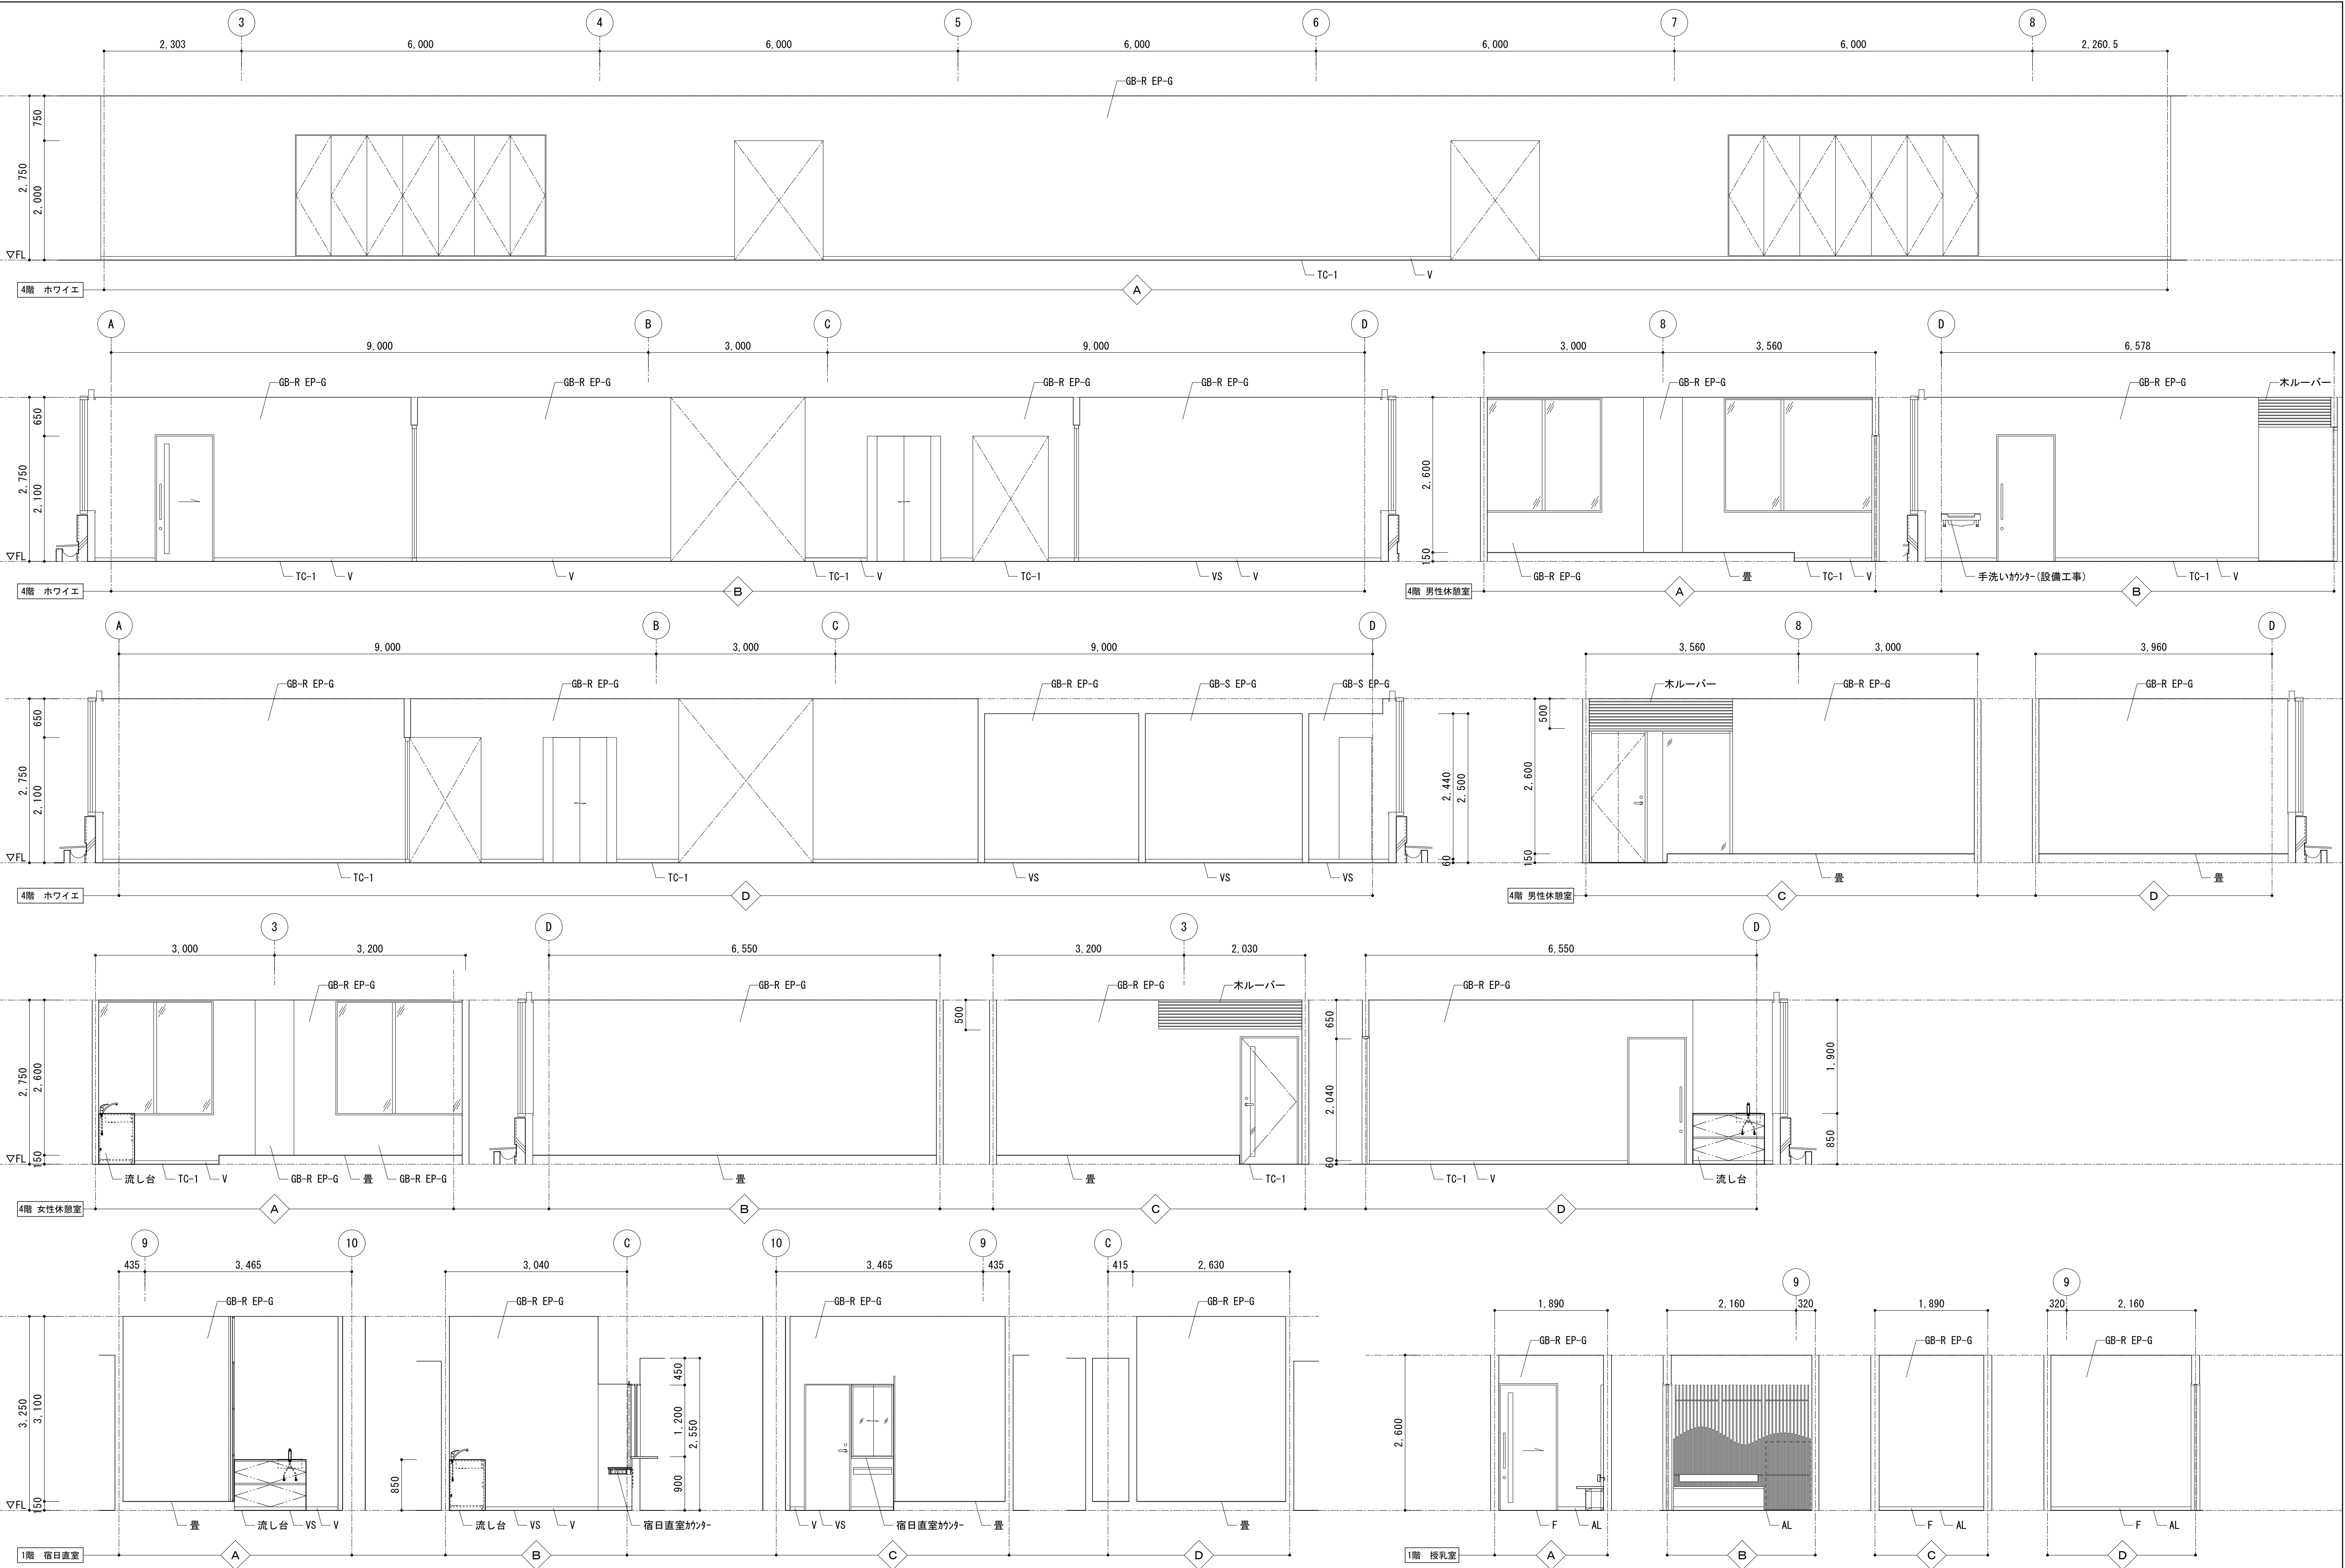 3 4 5 6 7 8
2,303 6,000 6,000 6,000 6,000 6,000 2,260.5
GB-R EP-G
750
2,750
2,000
▽FL
TC-1 V
4階 ホワイエ A
A B C D
9,000 3,000 9,000
GB-R EP-G GB-R EP-G GB-R EP-G GB-R EP-G
650
2,750
2,100
▽FL
TC-1 V V TC-1 V TC-1 VS V
4階 ホワイエ B
8 D
3,000 3,560 6,578
GB-R EP-G GB-R EP-G 木ルーバー
2,600
150
GB-R EP-G 畳 TC-1 V 手洗いカウンター(設備工事) TC-1 V
4階 男性休憩室 A B
A B C D
9,000 3,000 9,000
GB-R EP-G GB-R EP-G GB-R EP-G GB-S EP-G GB-S EP-G
650
2,750
2,100
2,440
2,500
60
▽FL
TC-1 TC-1 VS VS VS
4階 ホワイエ D
8 D
3,560 3,000 3,960
木ルーバー GB-R EP-G GB-R EP-G
500
2,600
150
畳 畳
4階 男性休憩室 C D
3 D 3 D
3,000 3,200 6,550 3,200 2,030 6,550
GB-R EP-G GB-R EP-G GB-R EP-G 木ルーバー GB-R EP-G
500
650
2,750
2,600
2,040
1,900
850
▽FL
150
60
流し台 TC-1 V GB-R EP-G 畳 GB-R EP-G 畳 畳 TC-1 TC-1 V 流し台
4階 女性休憩室 A B C D
9 10 C 10 9 C
435 3,465 3,040 3,465 435 415 2,630
GB-R EP-G GB-R EP-G GB-R EP-G GB-R EP-G
3,250
3,100
450
1,200
2,550
850
900
▽FL
150
畳 流し台 VS V 流し台 VS V 宿日直室カウンター V VS 宿日直室カウンター 畳 畳
1階 宿日直室 A B C D
9 9
1,890 2,160 320 1,890 320 2,160
GB-R EP-G GB-R EP-G GB-R EP-G
2,600
F AL AL F AL F AL
1階 授乳室 A B C D